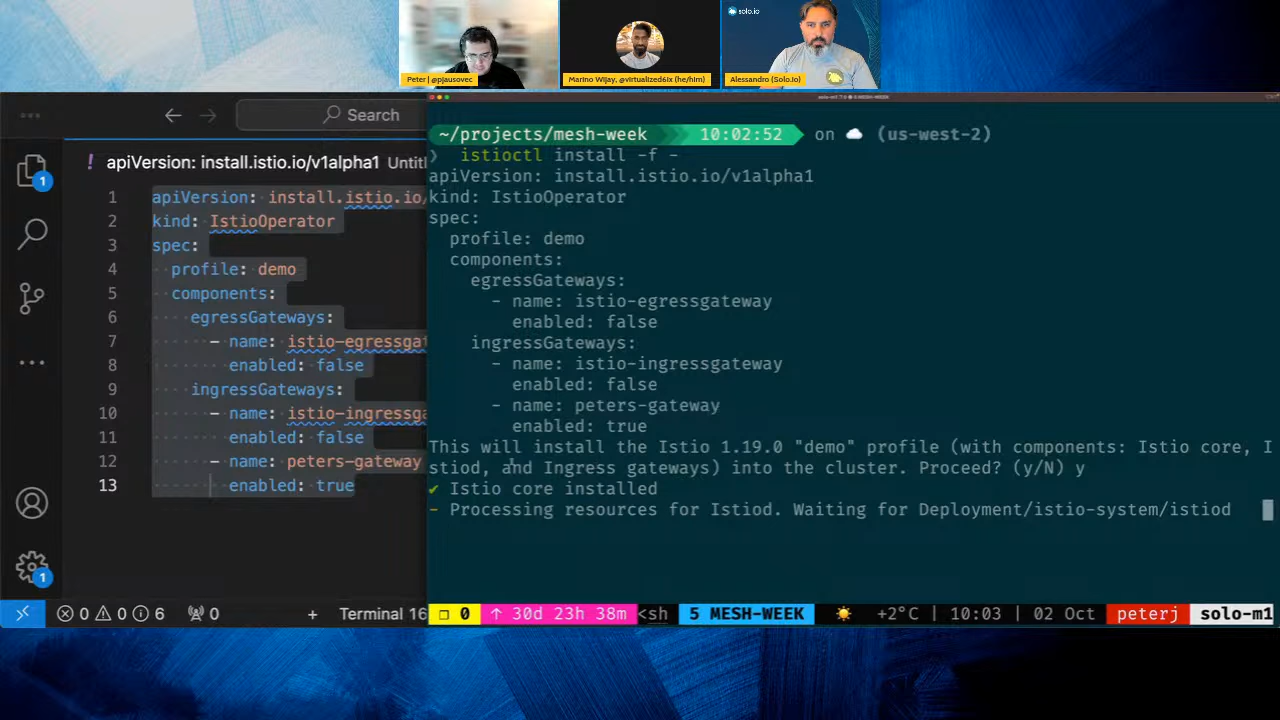 solo.io
Peter | @pjausovec
Marino Wijay, @virtualized6ix (he/him)
Alessandro (Solo.Io)
Search
! apiVersion: install.istio.io/v1alpha1 Untitl
1 apiVersion: install.istio.io/
2 kind: IstioOperator
3 spec:
4 profile: demo
5 components:
6 egressGateways:
7 - name: istio-egressgat
8 enabled: false
9 ingressGateways:
10 - name: istio-ingressga
11 enabled: false
12 - name: peters-gateway
13 enabled: true
1
1
0 0 6 0 + Terminal 16
~/projects/mesh-week 10:02:52 on (us-west-2)
❯ istioctl install -f -
apiVersion: install.istio.io/v1alpha1
kind: IstioOperator
spec:
profile: demo
components:
egressGateways:
- name: istio-egressgateway
enabled: false
ingressGateways:
- name: istio-ingressgateway
enabled: false
- name: peters-gateway
enabled: true
This will install the Istio 1.19.0 "demo" profile (with components: Istio core, I
stiod, and Ingress gateways) into the cluster. Proceed? (y/N) y
✔ Istio core installed
- Processing resources for Istiod. Waiting for Deployment/istio-system/istiod
❐ 0 ↑ 30d 23h 38m <sh 5 MESH-WEEK +2°C | 10:03 | 02 Oct peterj solo-m1